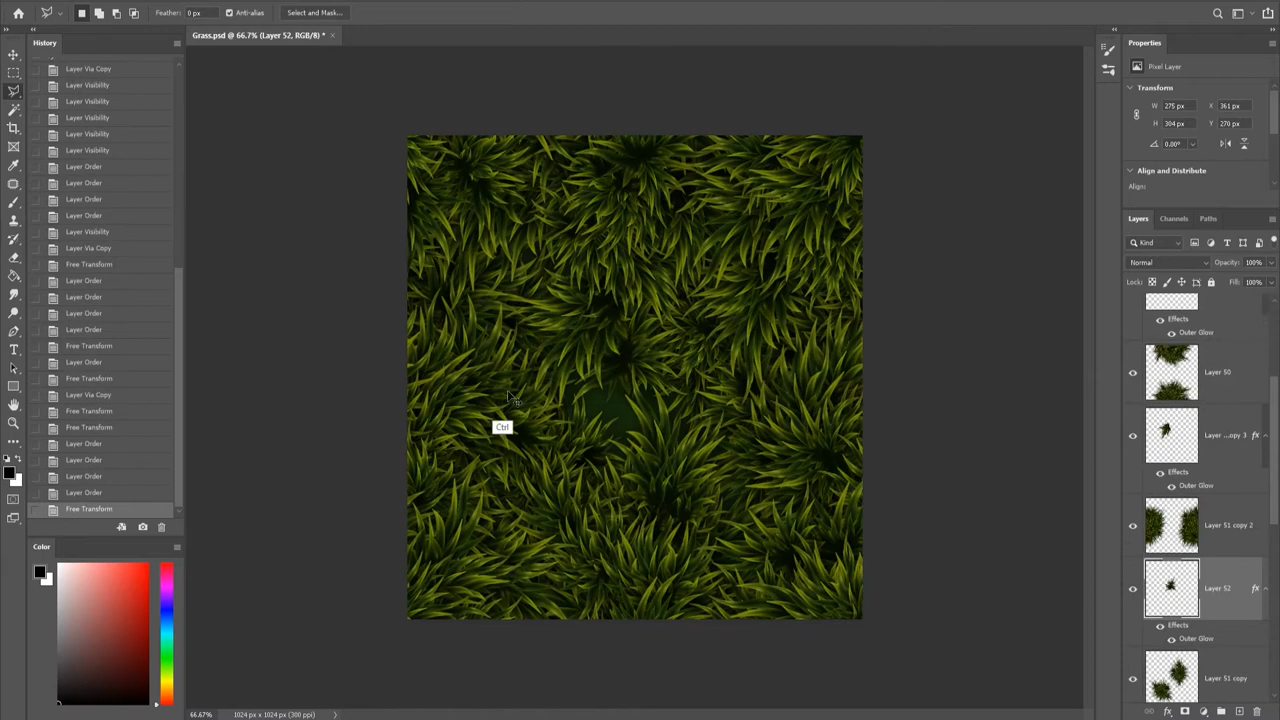 Feather: 0 px Anti-alias Select and Mask...
Grass.psd @ 66.7% (Layer 52, RGB/8) * ×
History
Layer Via Copy
Layer Visibility
Layer Visibility
Layer Visibility
Layer Visibility
Layer Visibility
Layer Order
Layer Order
Layer Order
Layer Order
Layer Visibility
Layer Via Copy
Free Transform
Layer Order
Layer Order
Layer Order
Layer Order
Free Transform
Layer Order
Free Transform
Layer Via Copy
Free Transform
Free Transform
Layer Order
Layer Order
Layer Order
Layer Order
Free Transform
Color
Ctrl
66.67% 1024 px x 1024 px (300 ppi)
Properties
Pixel Layer
Transform
W 275 px X 361 px
H 304 px Y 270 px
0.00°
Align and Distribute
Align:
Layers Channels Paths
Kind
Normal Opacity: 100%
Lock: Fill: 100%
Effects
Outer Glow
Layer 50
Layer ...opy 3 fx
Effects
Outer Glow
Layer 51 copy 2
Layer 52 fx
Effects
Outer Glow
Layer 51 copy
fx